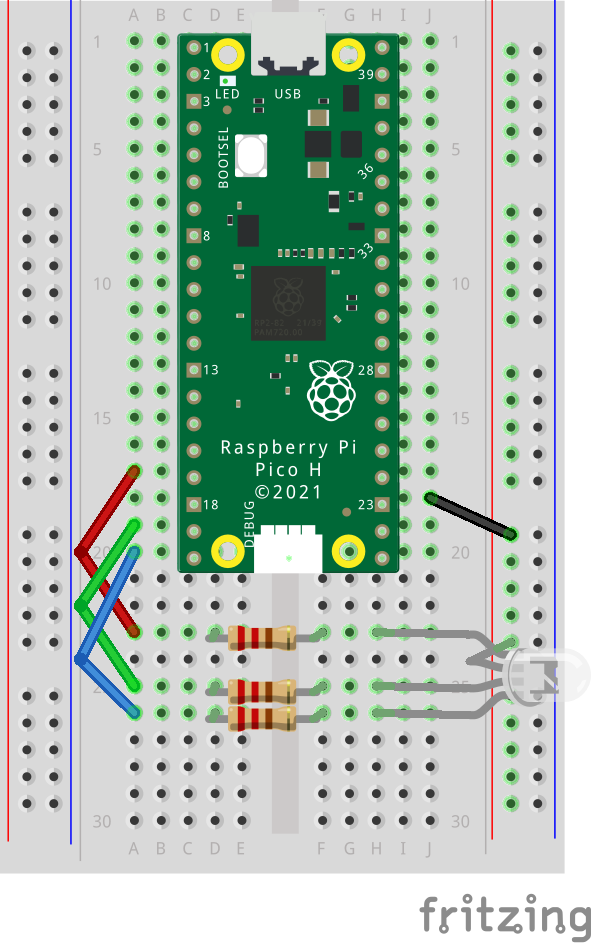 A B C D E F G H I J
1 1
1
2 39
3
LED USB
5 5
BOOTSEL
36
8
33
10 10
13 28
15 15
Raspberry Pi
Pico H
©2021
18 23
DEBUG
20 20
25 25
30 30
A B C D E F G H I J
fritzing